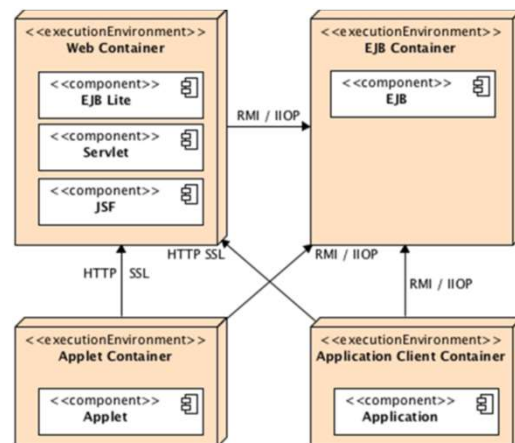 <<executionEnvironment>>
Web Container
<<component>>
EJB Lite
<<component>>
Servlet
<<component>>
JSF
RMI / IIOP
<<executionEnvironment>>
EJB Container
<<component>>
EJB
HTTP SSL
RMI / IIOP
HTTP SSL
RMI / IIOP
<<executionEnvironment>>
Applet Container
<<component>>
Applet
<<executionEnvironment>>
Application Client Container
<<component>>
Application